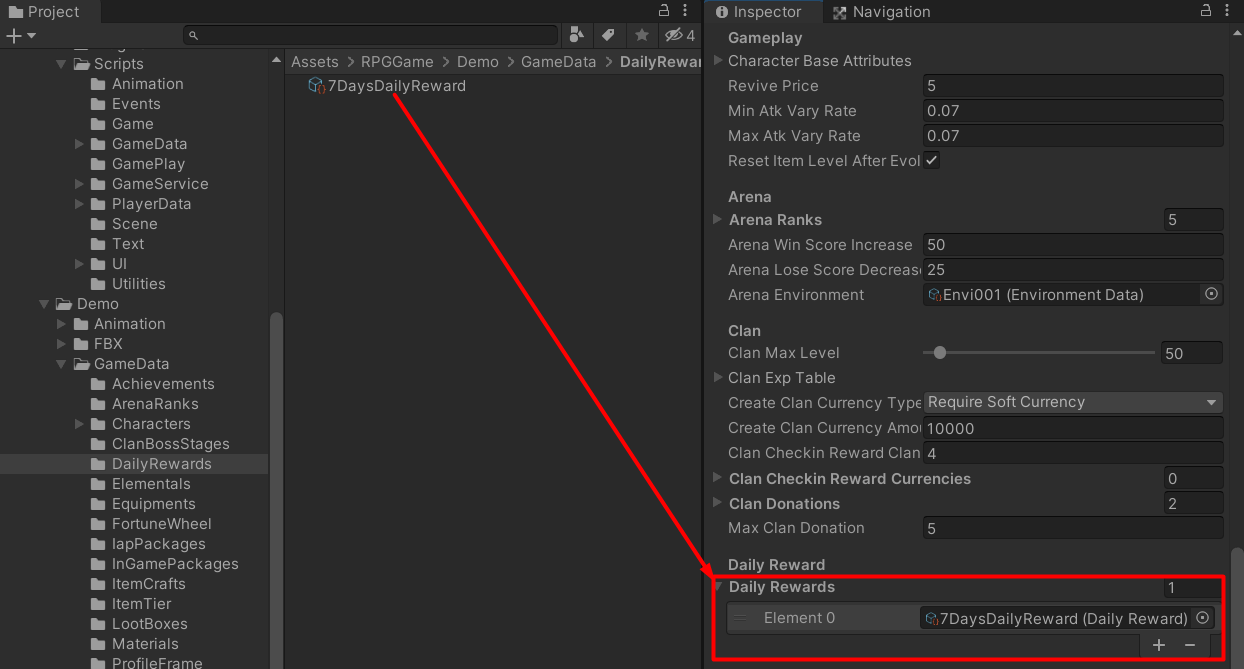 Project
4
Scripts
Animation
Events
Game
GameData
GamePlay
GameService
PlayerData
Scene
Text
UI
Utilities
Demo
Animation
FBX
GameData
Achievements
ArenaRanks
Characters
ClanBossStages
DailyRewards
Elementals
Equipments
FortuneWheel
IapPackages
InGamePackages
ItemCrafts
ItemTier
LootBoxes
Materials
ProfileFrame
Assets > RPGGame > Demo > GameData > DailyRewar
7DaysDailyReward
Inspector Navigation
Gameplay
Character Base Attributes
Revive Price 5
Min Atk Vary Rate 0.07
Max Atk Vary Rate 0.07
Reset Item Level After Evol
Arena
Arena Ranks 5
Arena Win Score Increase 50
Arena Lose Score Decrease 25
Arena Environment Envi001 (Environment Data)
Clan
Clan Max Level 50
Clan Exp Table
Create Clan Currency Type Require Soft Currency
Create Clan Currency Amou 10000
Clan Checkin Reward Clan 4
Clan Checkin Reward Currencies 0
Clan Donations 2
Max Clan Donation 5
Daily Reward
Daily Rewards 1
Element 0 7DaysDailyReward (Daily Reward)